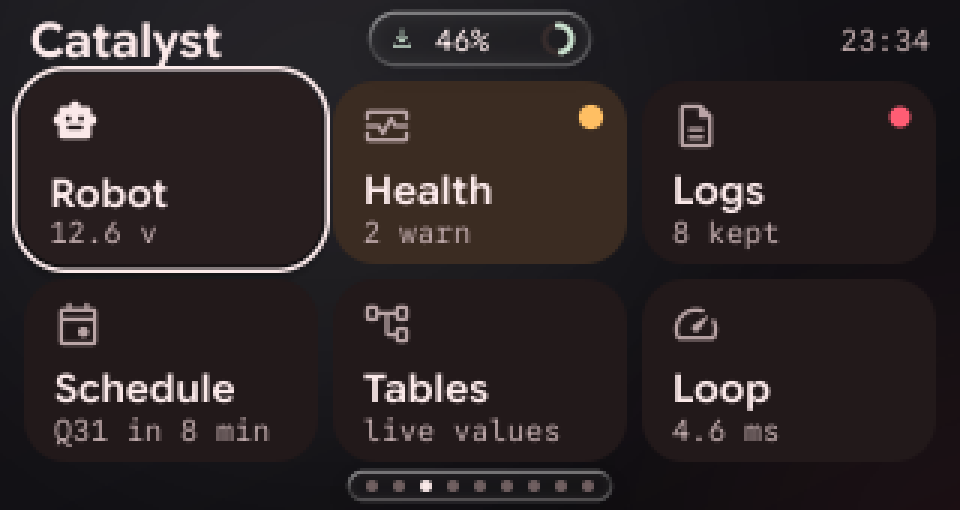 Catalyst
46%
23:34
Robot
12.6 v
Health
2 warn
Logs
8 kept
Schedule
Q31 in 8 min
Tables
live values
Loop
4.6 ms